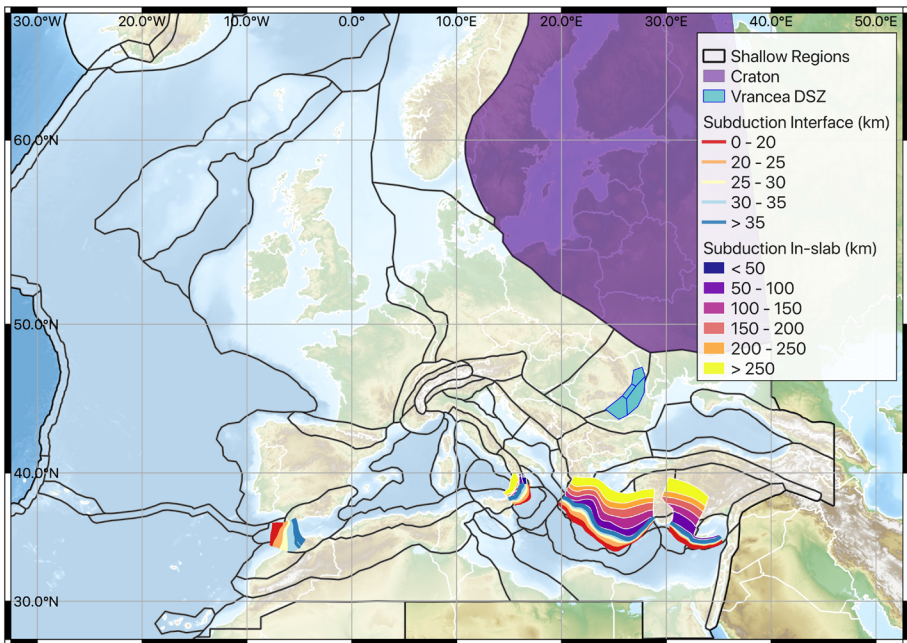 30.0°W 20.0°W 10.0°W 0.0°C 10.0°E 20.0°E 30.0°E 40.0°E 50.0°E
60.0°N
50.0°N
40.0°N
30.0°N
Shallow Regions
Craton
Vrancea DSZ
Subduction Interface (km)
0 - 20
20 - 25
25 - 30
30 - 35
> 35
Subduction In-slab (km)
< 50
50 - 100
100 - 150
150 - 200
200 - 250
> 250